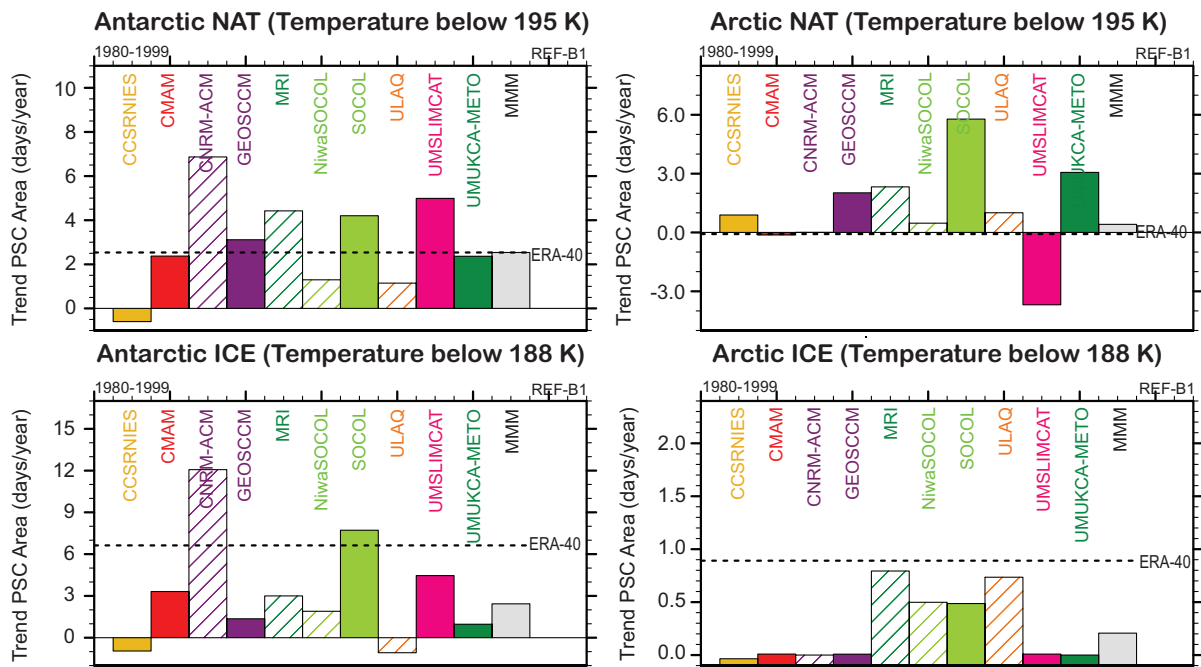 Antarctic NAT (Temperature below 195 K)
1980-1999
REF-B1
Trend PSC Area (days/year)
11
10
8
6
4
2
0
CCSRNIES
CMAM
CNRM-ACM
GEOSCCM
MRI
NiwaSOCOL
SOCOL
ULAQ
UMSLIMCAT
UMUKCA-METO
MMM
ERA-40
Arctic NAT (Temperature below 195 K)
1980-1999
REF-B1
Trend PSC Area (days/year)
6.0
3.0
0.0
-3.0
CCSRNIES
CMAM
CNRM-ACM
GEOSCCM
MRI
NiwaSOCOL
SOCOL
ULAQ
UMSLIMCAT
UMUKCA-METO
MMM
ERA-40
Antarctic ICE (Temperature below 188 K)
1980-1999
REF-B1
Trend PSC Area (days/year)
15
12
9
6
3
0
CCSRNIES
CMAM
CNRM-ACM
GEOSCCM
MRI
NiwaSOCOL
SOCOL
ULAQ
UMSLIMCAT
UMUKCA-METO
MMM
ERA-40
Arctic ICE (Temperature below 188 K)
1980-1999
REF-B1
Trend PSC Area (days/year)
2.0
1.5
1.0
0.5
0.0
CCSRNIES
CMAM
CNRM-ACM
GEOSCCM
MRI
NiwaSOCOL
SOCOL
ULAQ
UMSLIMCAT
UMUKCA-METO
MMM
ERA-40